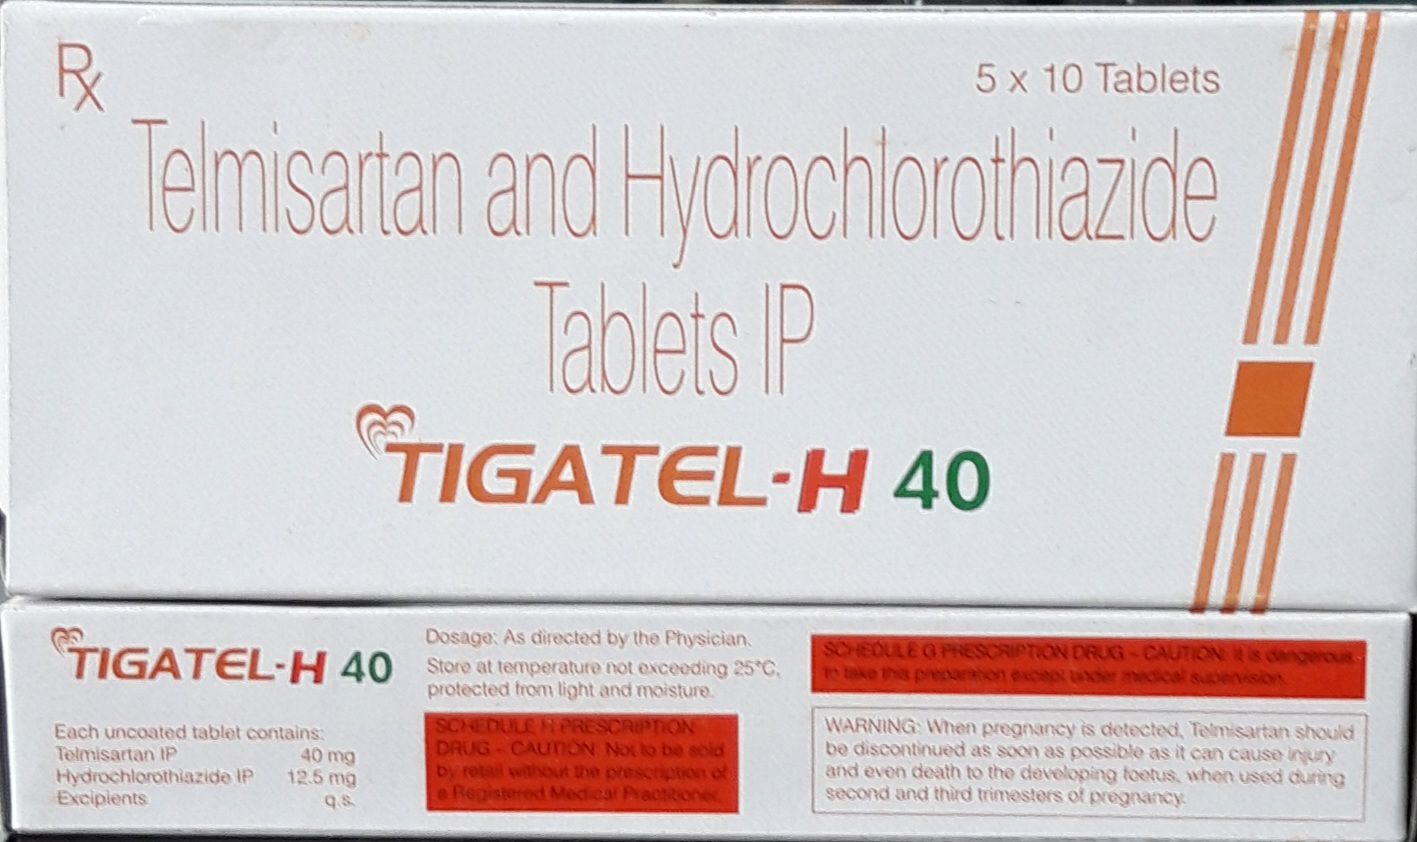 Rx
5 x 10 Tablets
Telmisartan and Hydrochlorothiazide
Tablets IP
TIGATEL-H 40
TIGATEL-H 40
Each uncoated tablet contains:
Telmisartan IP 40 mg
Hydrochlorothiazide IP 12.5 mg
Excipients q.s.
Dosage: As directed by the Physician.
Store at temperature not exceeding 25°C,
protected from light and moisture.
SCHEDULE H PRESCRIPTION
DRUG - CAUTION: Not to be sold
by retail without the prescription of
a Registered Medical Practitioner.
SCHEDULE G PRESCRIPTION DRUG - CAUTION: It is dangerous
to take this preparation except under medical supervision.
WARNING: When pregnancy is detected, Telmisartan should
be discontinued as soon as possible as it can cause injury
and even death to the developing foetus, when used during
second and third trimesters of pregnancy.